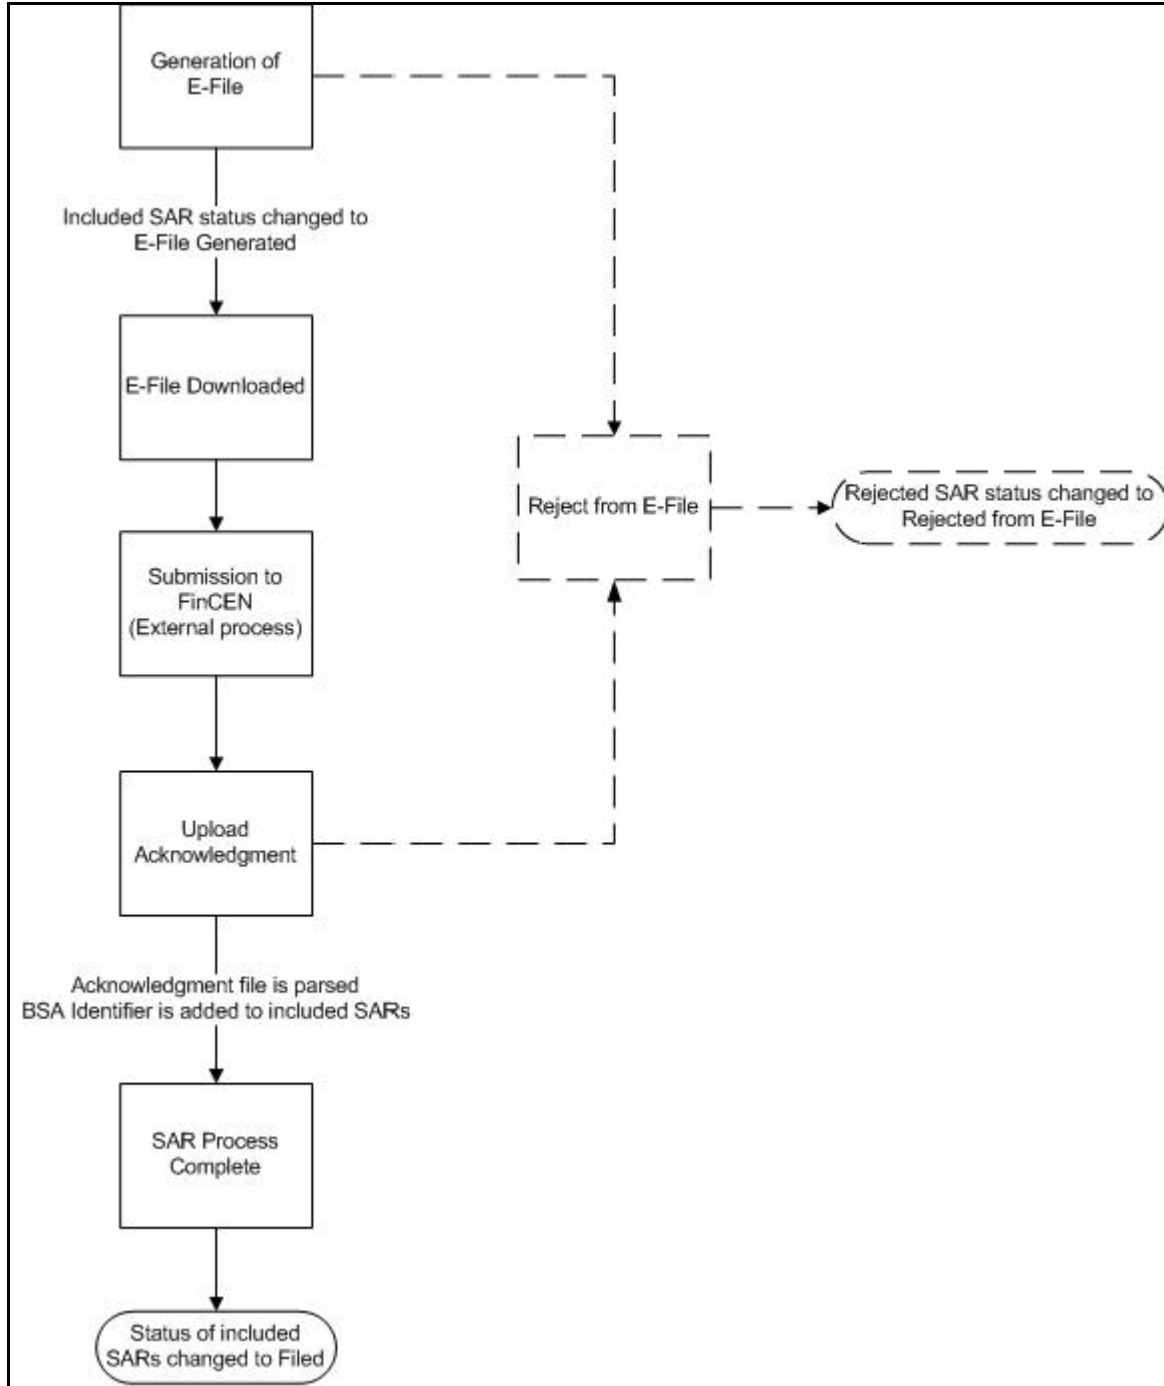 Generation of
E-File
Included SAR status changed to
E-File Generated
E-File Downloaded
Reject from E-File
Rejected SAR status changed to
Rejected from E-File
Submission to
FinCEN
(External process)
Upload
Acknowledgment
Acknowledgment file is parsed
BSA Identifier is added to included SARs
SAR Process
Complete
Status of included
SARs changed to Filed